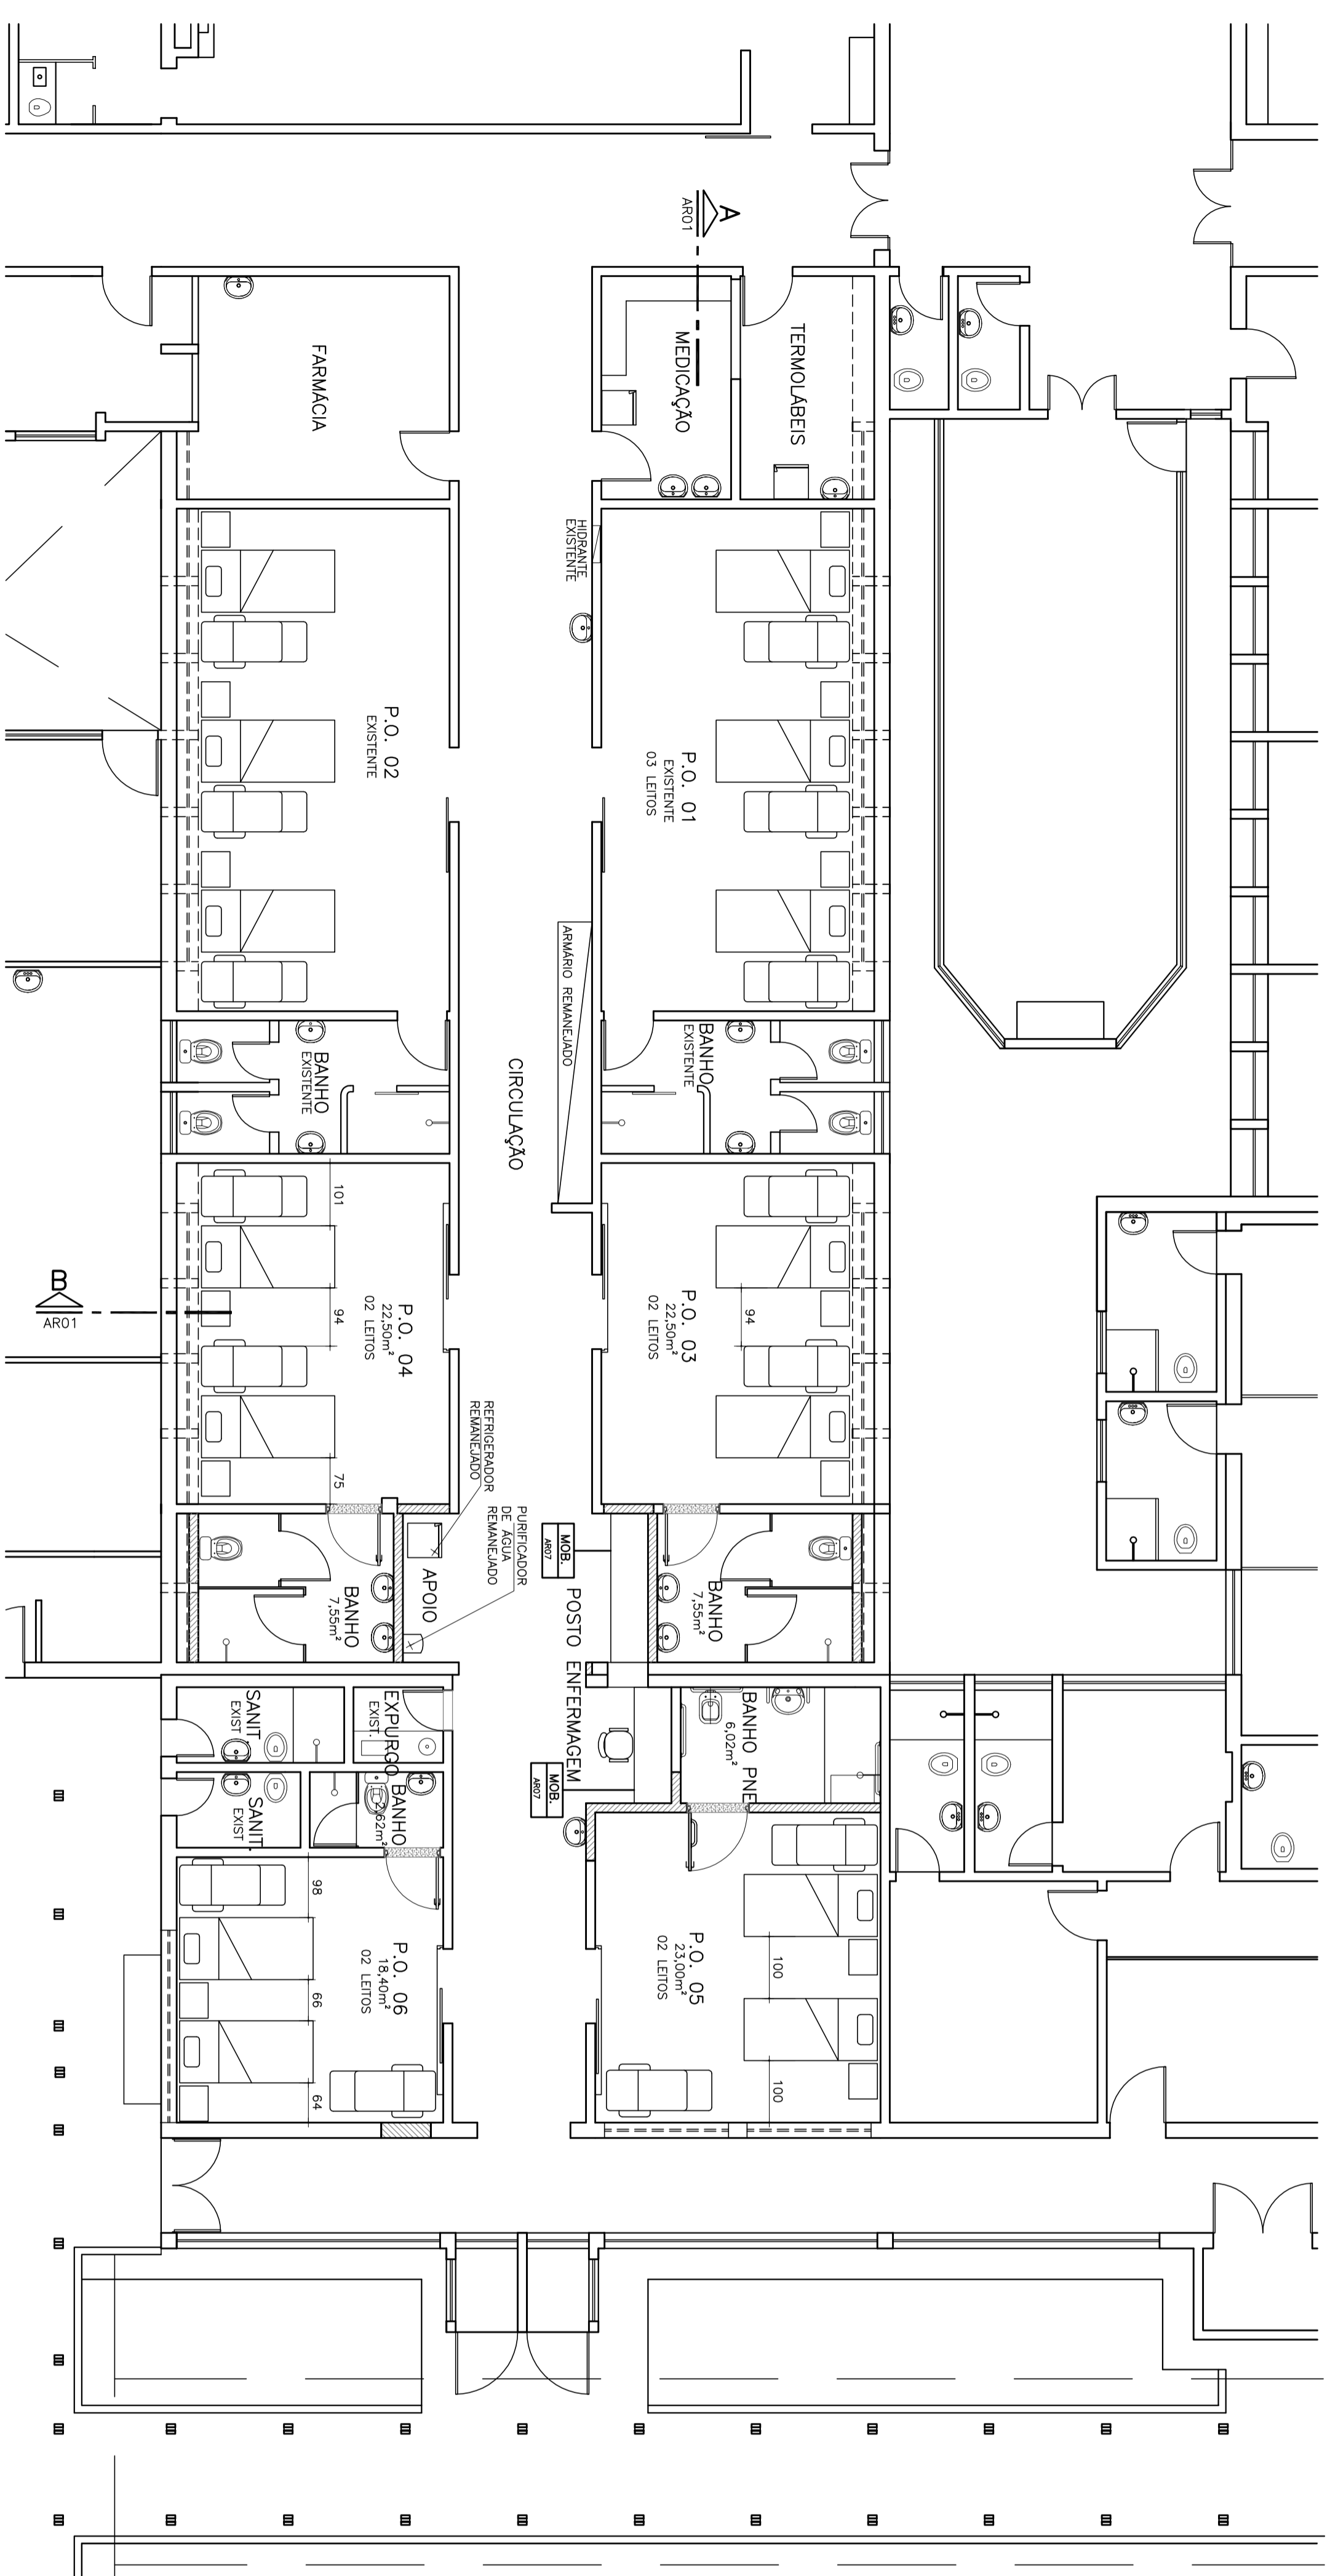 A
AR01
TERMOLÁBEIS
MEDICAÇÃO
FARMÁCIA
HIDRANTE
EXISTENTE
P.O. 01
EXISTENTE
03 LEITOS
P.O. 02
EXISTENTE
ARMÁRIO REMANEJADO
BANHO
EXISTENTE
BANHO
EXISTENTE
CIRCULAÇÃO
101
94
75
P.O. 04
22,50m²
02 LEITOS
94
P.O. 03
22,50m²
02 LEITOS
B
AR01
REFRIGERADOR
REMANEJADO
PURIFICADOR
DE ÁGUA
REMANEJADO
MOB.
AR07
APOIO
BANHO
7,55m²
BANHO
7,55m²
POSTO ENFERMAGEM
MOB.
AR07
SANIT.
EXIST
EXPURGO
EXIST.
BANHO PNE
6,02m²
SANIT.
EXIST
BANHO
2,62m²
98
66
64
P.O. 06
18,40m²
02 LEITOS
P.O. 05
23,00m²
02 LEITOS
100
100